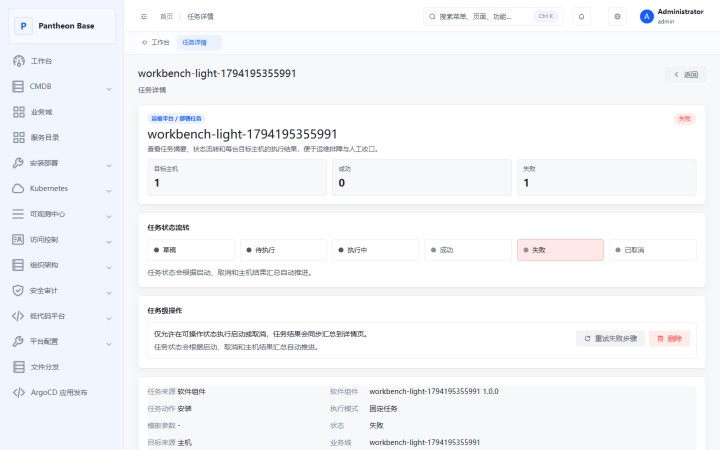 P Pantheon Base
首页 / 任务详情
搜索菜单、页面、功能... Ctrl K
A Administrator
admin
工作台
CMDB
业务域
服务目录
安装部署
Kubernetes
可观测中心
访问控制
组织架构
安全审计
低代码平台
平台配置
文件分发
ArgoCD 应用发布
工作台 任务详情
workbench-light-1794195355991
返回
任务详情
运维平台 / 部署任务
失败
workbench-light-1794195355991
查看任务摘要、状态流转和每台目标主机的执行结果，便于运维排障与人工收口。
目标主机
1
成功
0
失败
1
任务状态流转
草稿 待执行 执行中 成功 失败 已取消
任务状态会根据启动、取消和主机结果汇总自动推进。
任务级操作
仅允许在可操作状态执行启动或取消，任务结果会同步汇总到详情页。
任务状态会根据启动、取消和主机结果汇总自动推进。
重试失败步骤 删除
任务来源 软件组件 软件组件 workbench-light-1794195355991 1.0.0
任务动作 安装 执行模式 固定任务
模板参数 - 状态 失败
目标来源 主机 业务域 workbench-light-1794195355991